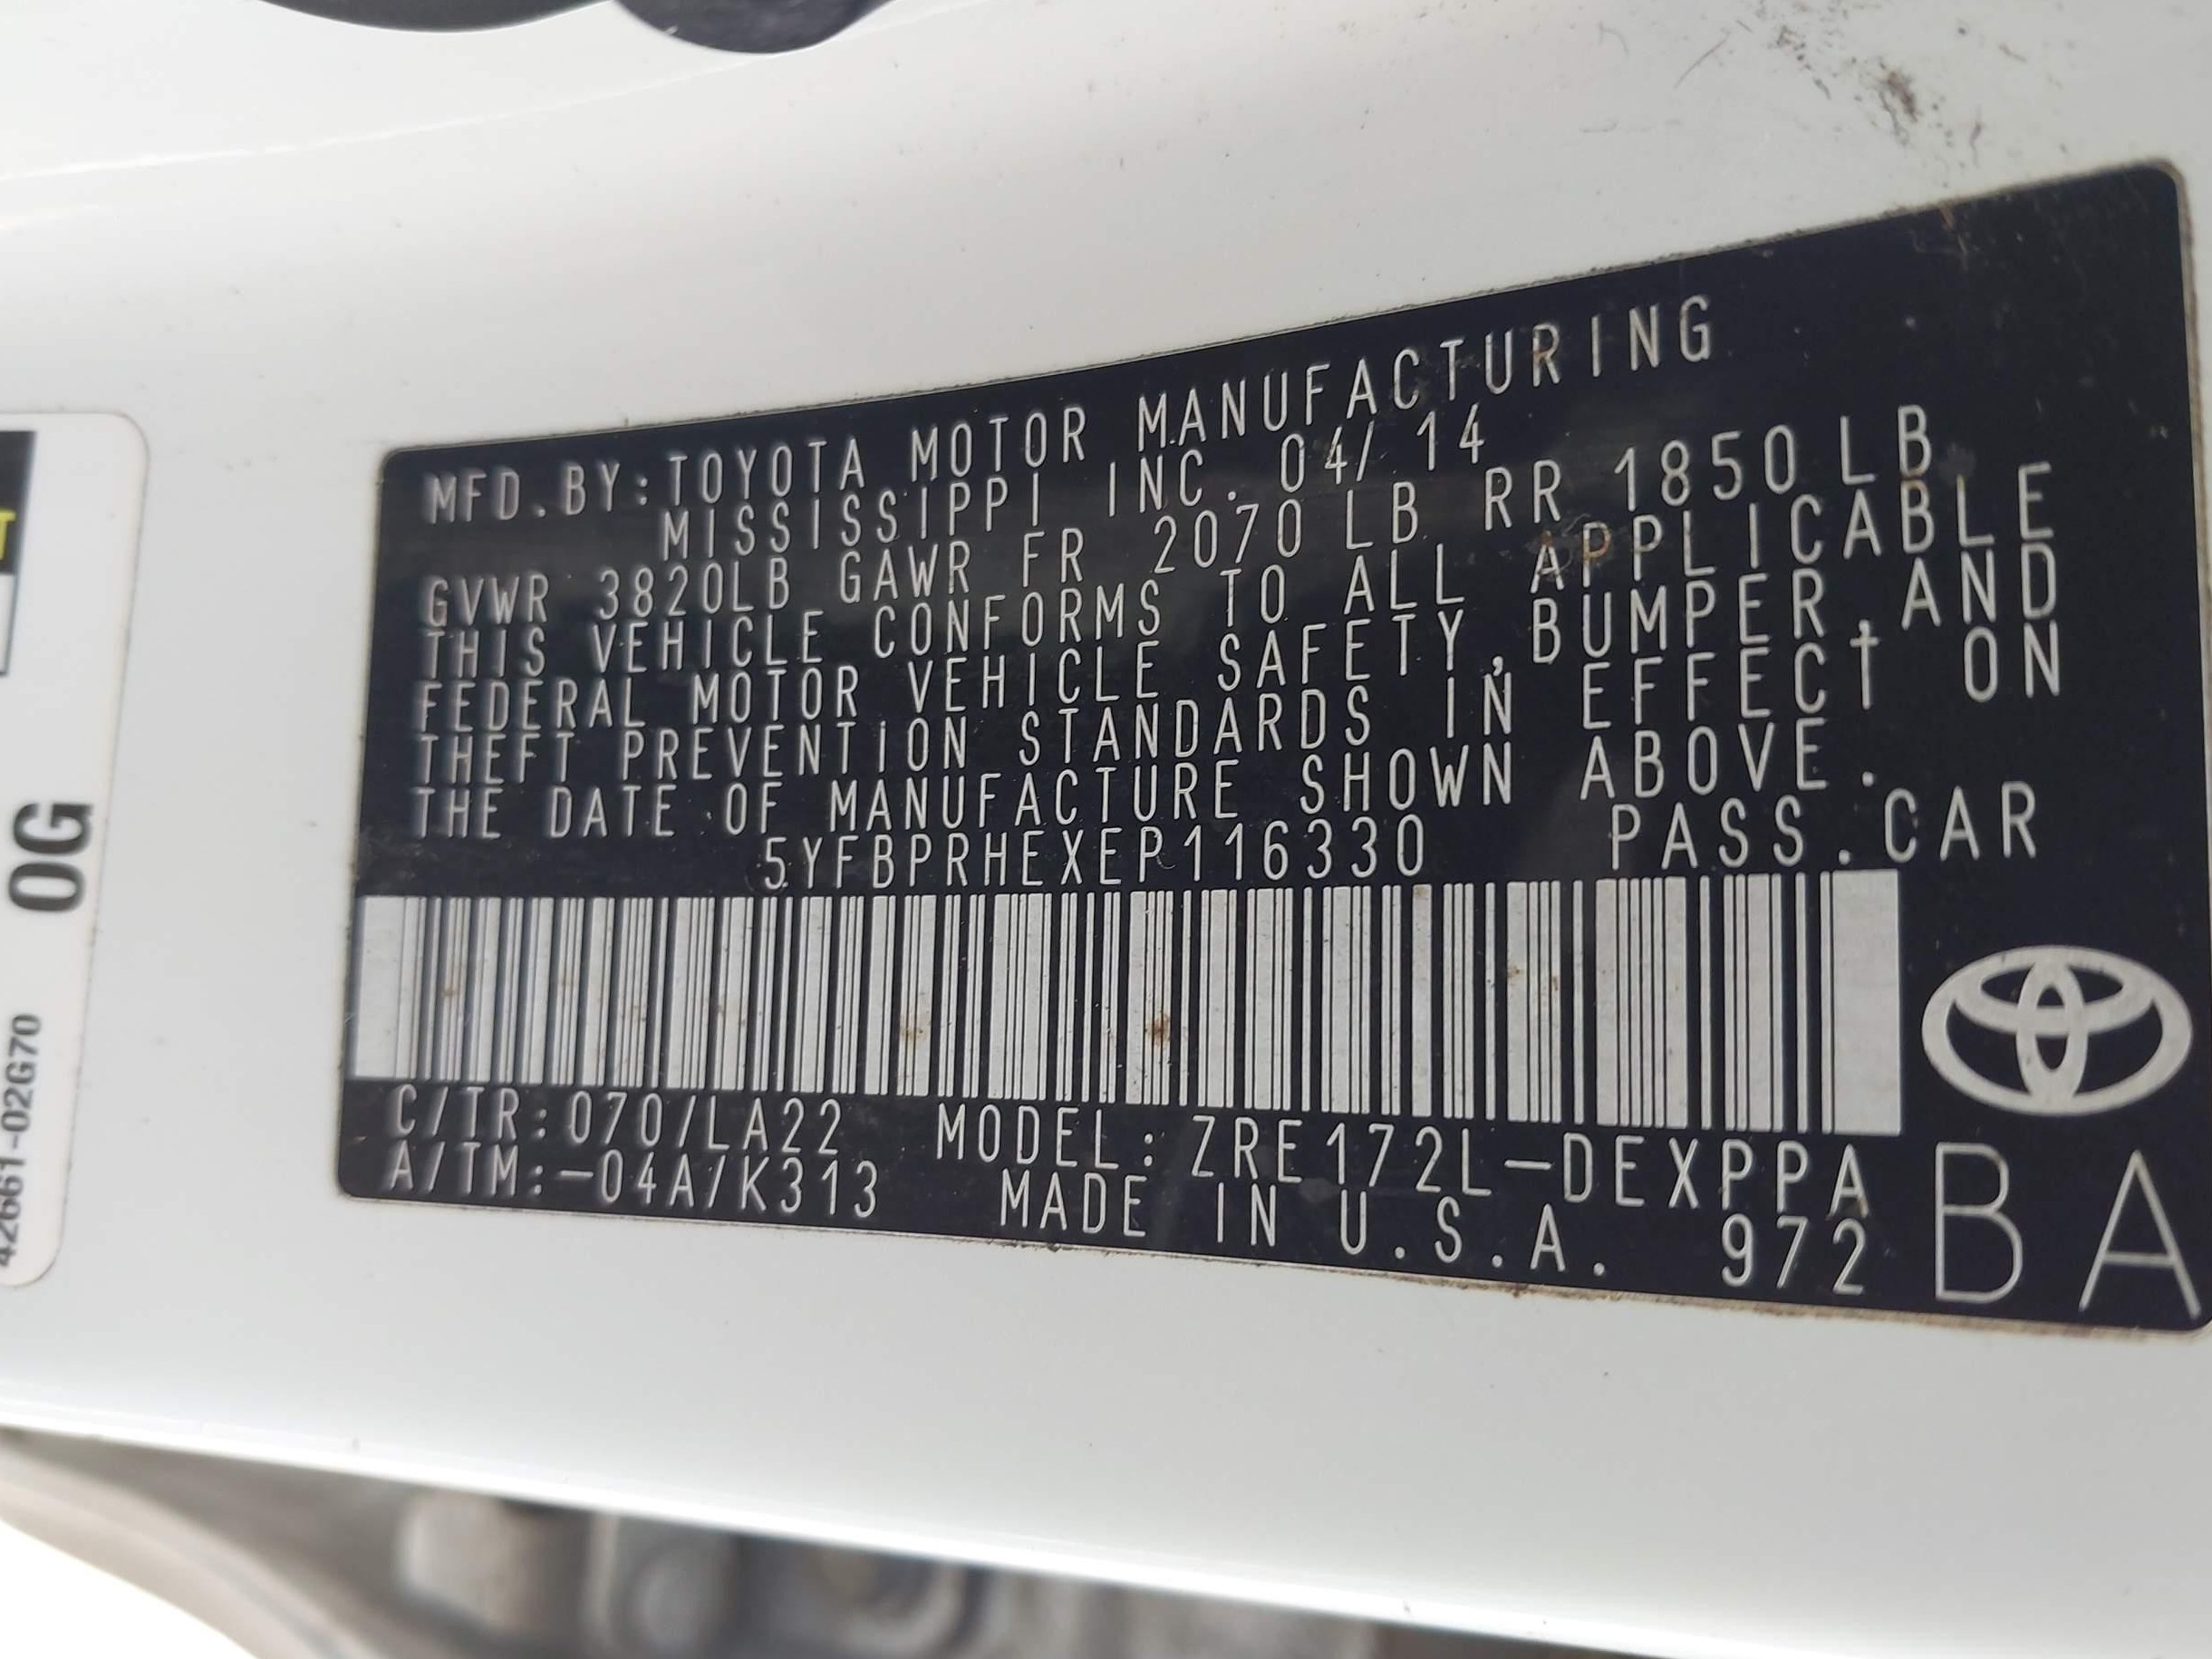 MFD.BY:TOYOTA MOTOR MANUFACTURING
MISSISSIPPI INC. 04/14
GVWR 3820LB GAWR FR 2070 LB RR 1850 LB
THIS VEHICLE CONFORMS TO ALL APPLICABLE
FEDERAL MOTOR VEHICLE SAFETY,BUMPER,AND
THEFT PREVENTION STANDARDS IN EFFECT ON
THE DATE OF MANUFACTURE SHOWN ABOVE.
5YFBPRHEXEP116330 PASS.CAR
C/TR:070/LA22 MODEL:ZRE172L-DEXPPA
A/TM:-04A/K313 MADE IN U.S.A. 972
BA
T
0G
42661-02G70